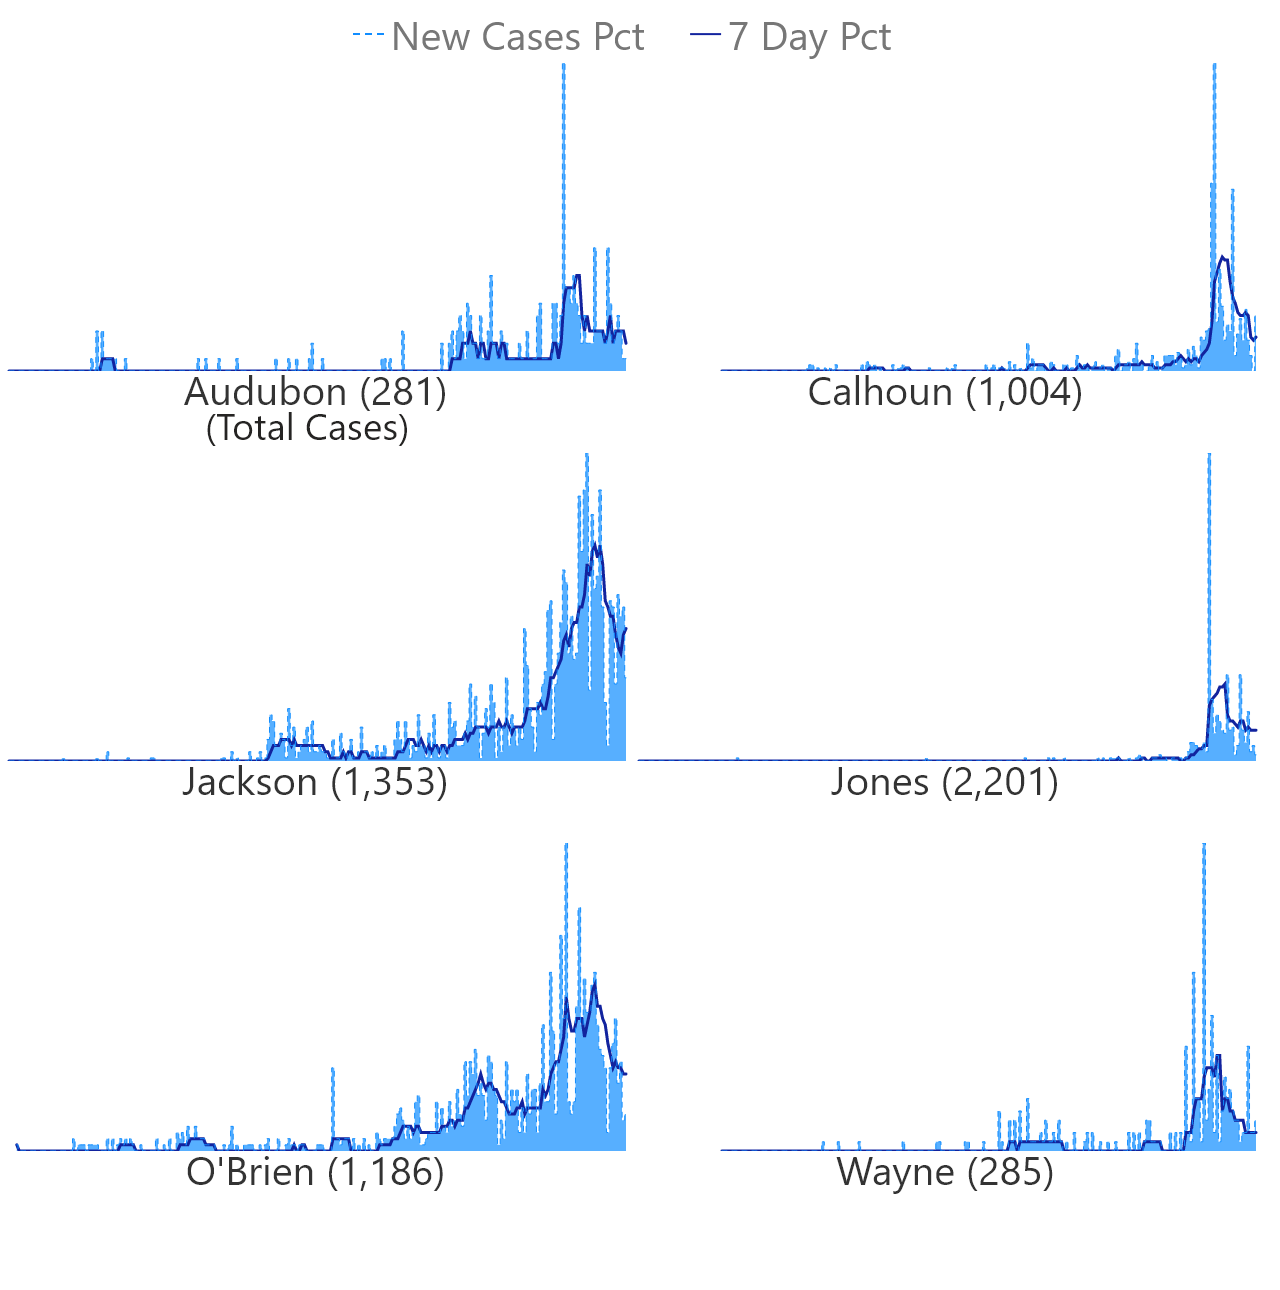 New Cases Pct 7 Day Pct
Audubon (281) Calhoun (1,004)
(Total Cases)
Jackson (1,353) Jones (2,201)
O'Brien (1,186) Wayne (285)